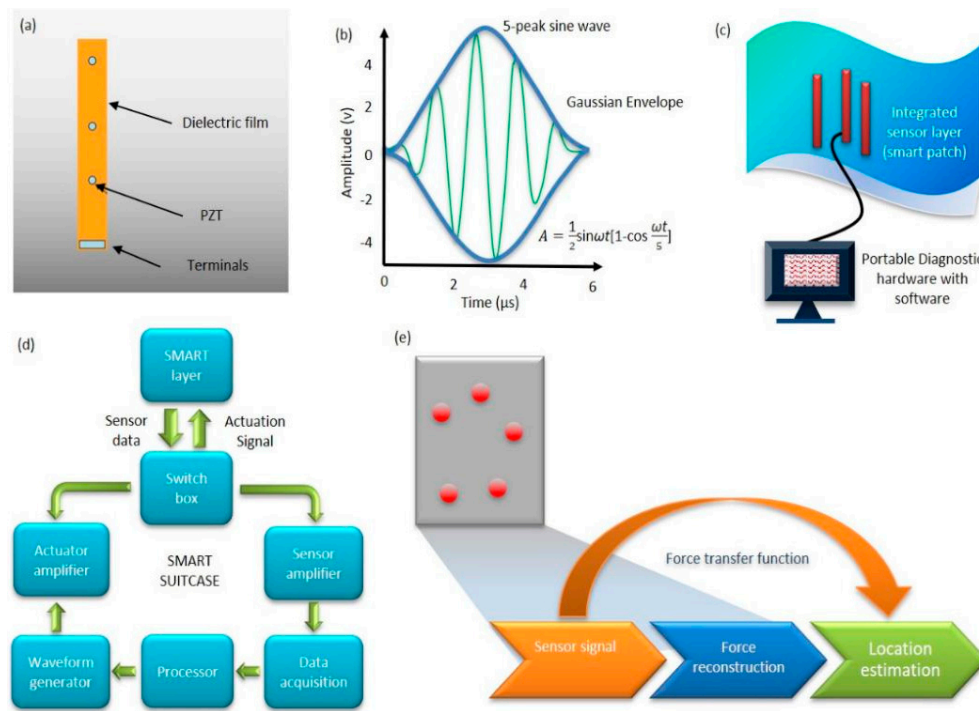 (a)
Dielectric film
PZT
Terminals
(b)
5-peak sine wave
Gaussian Envelope
Amplitude (v)
4
2
0
-2
-4
0
2
4
6
Time (µs)
A = 1/2 sinωt[1-cos ωt/5]
(c)
Integrated
sensor layer
(smart patch)
Portable Diagnostic
hardware with
software
(d)
SMART
layer
Sensor
data
Actuation
Signal
Switch
box
Actuator
amplifier
SMART
SUITCASE
Sensor
amplifier
Waveform
generator
Processor
Data
acquisition
(e)
Force transfer function
Sensor signal
Force
reconstruction
Location
estimation